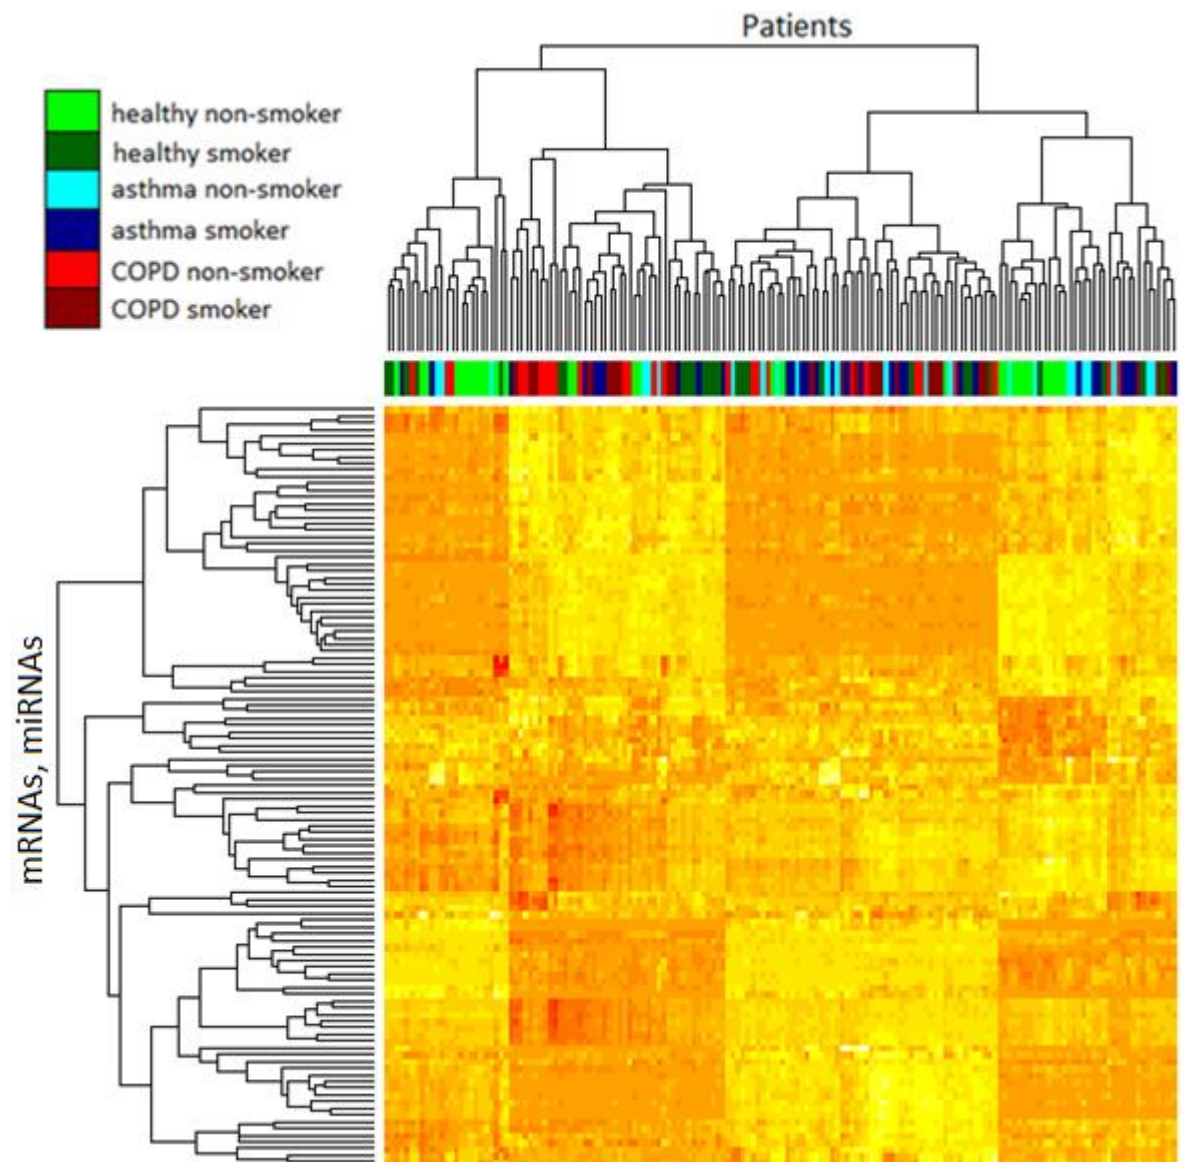 Patients
healthy non-smoker
healthy smoker
asthma non-smoker
asthma smoker
COPD non-smoker
COPD smoker
mRNAs, miRNAs